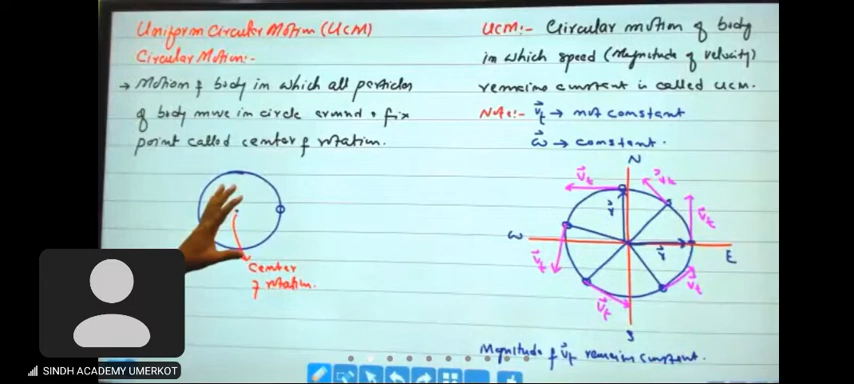 Uniform Circular Motion (UCM)
Circular Motion:-
→ Motion of body in which all particles
of body move in circle around a fix
point called center of rotation.
center
of rotation.
UCM:- Circular motion of body
in which speed (Magnitude of velocity)
remains constant is called UCM.
Note:- v⃗t → not constant
ω⃗ → constant.
N
v⃗t
v⃗t
v⃗t
r⃗
W
r⃗
E
v⃗t
v⃗t
v⃗t
S
Magnitude of v⃗t remains constant.
SINDH ACADEMY UMERKOT